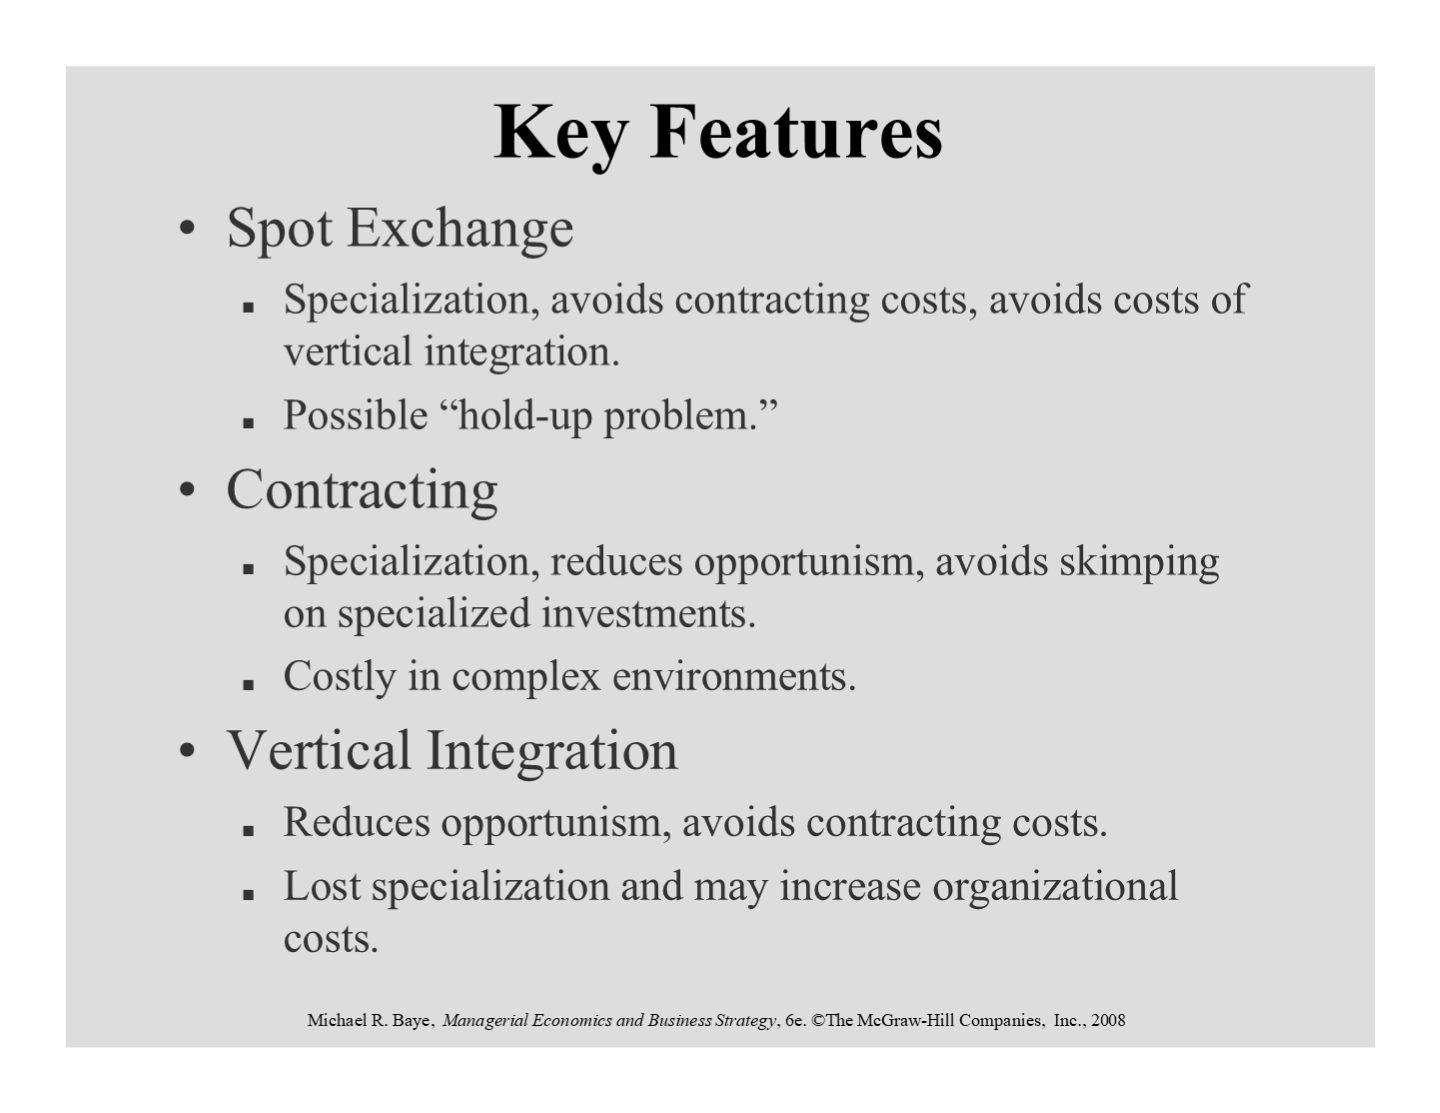 Key Features
• Spot Exchange
▪ Specialization, avoids contracting costs, avoids costs of
vertical integration.
▪ Possible “hold-up problem.”
• Contracting
▪ Specialization, reduces opportunism, avoids skimping
on specialized investments.
▪ Costly in complex environments.
• Vertical Integration
▪ Reduces opportunism, avoids contracting costs.
▪ Lost specialization and may increase organizational
costs.
Michael R. Baye, Managerial Economics and Business Strategy, 6e. ©The McGraw-Hill Companies, Inc., 2008